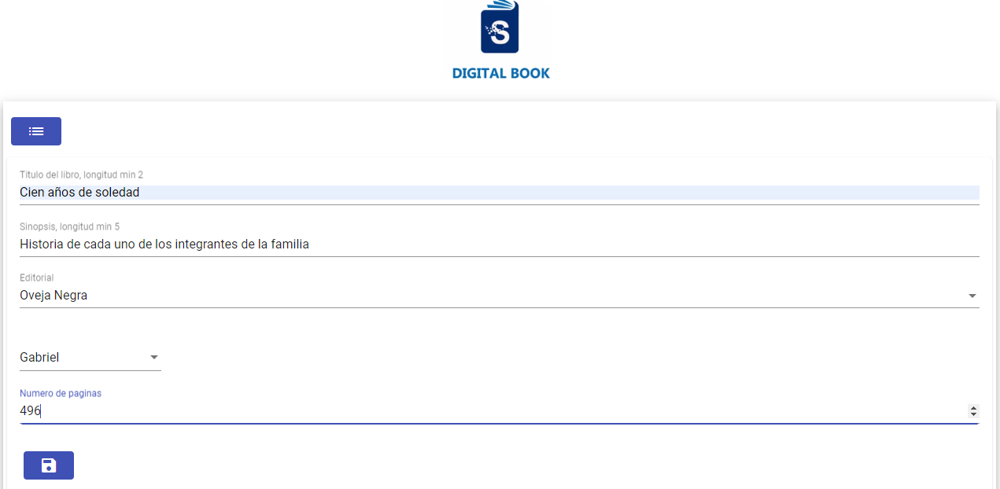 S
DIGITAL BOOK
Titulo del libro, longitud min 2
Cien años de soledad
Sinopsis, longitud min 5
Historia de cada uno de los integrantes de la familia
Editorial
Oveja Negra
Gabriel
Numero de paginas
496